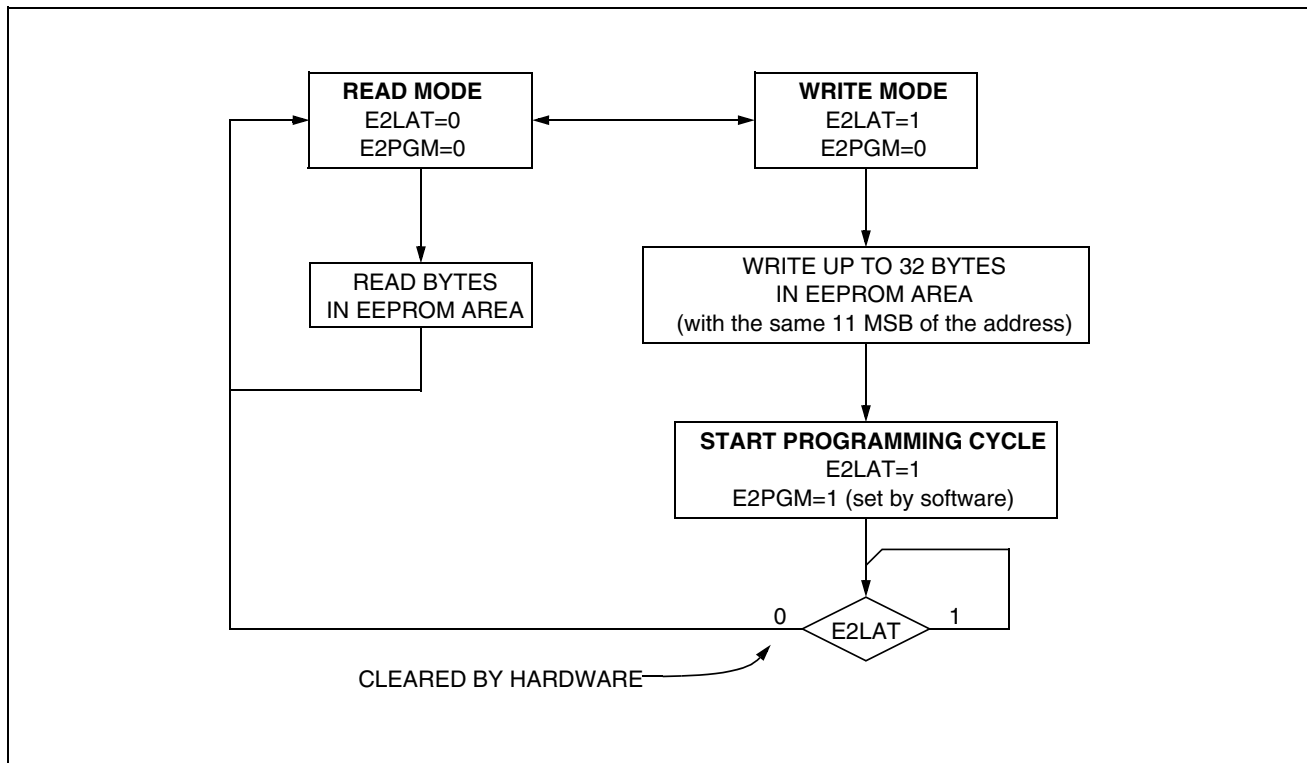 READ MODE
E2LAT=0
E2PGM=0
WRITE MODE
E2LAT=1
E2PGM=0
READ BYTES
IN EEPROM AREA
WRITE UP TO 32 BYTES
IN EEPROM AREA
(with the same 11 MSB of the address)
START PROGRAMMING CYCLE
E2LAT=1
E2PGM=1 (set by software)
0
E2LAT
1
CLEARED BY HARDWARE